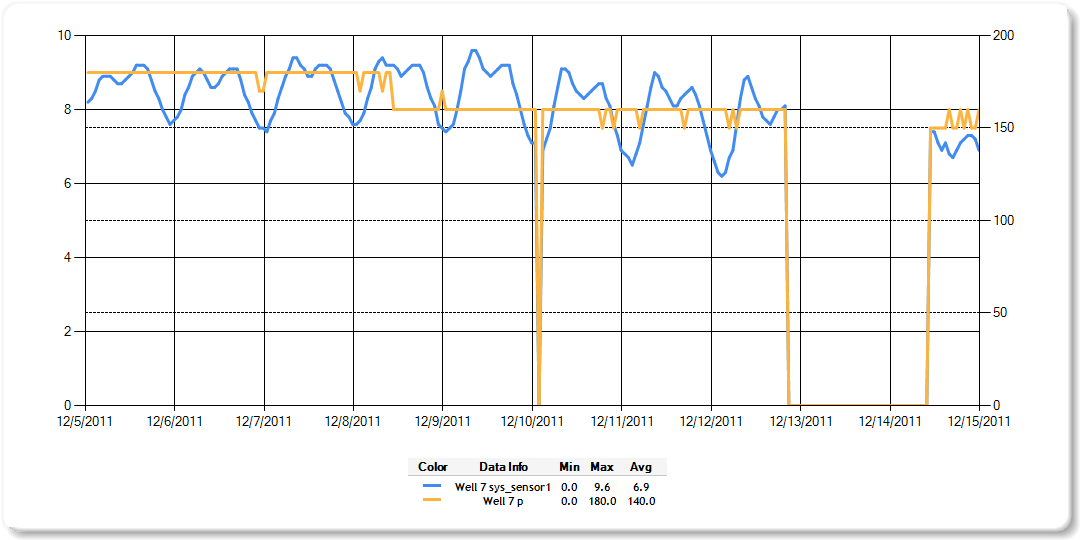 10 200
8
150
6
100
4
50
2
0 0
12/5/2011 12/6/2011 12/7/2011 12/8/2011 12/9/2011 12/10/2011 12/11/2011 12/12/2011 12/13/2011 12/14/2011 12/15/2011
Color Data Info Min Max Avg
Well 7 sys_sensor1 0.0 9.6 6.9
Well 7 p 0.0 180.0 140.0